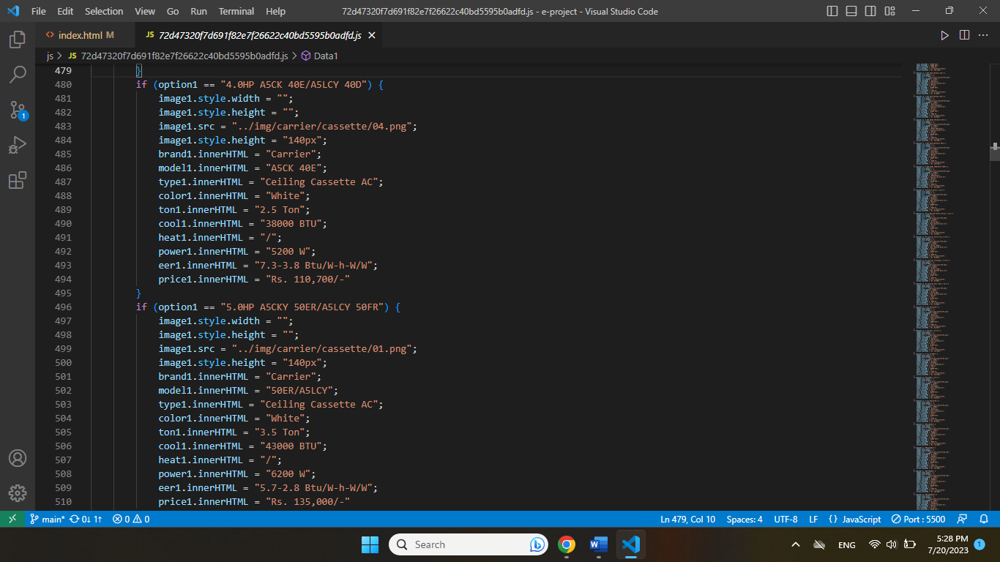 File Edit Selection View Go Run Terminal Help
72d47320f7d691f82e7f26622c40bd5595b0adfd.js - e-project - Visual Studio Code
index.html M
JS 72d47320f7d691f82e7f26622c40bd5595b0adfd.js
js > JS 72d47320f7d691f82e7f26622c40bd5595b0adfd.js > Data1
479 }
480 if (option1 == "4.0HP A5CK 40E/A5LCY 40D") {
481 image1.style.width = "";
482 image1.style.height = "";
483 image1.src = "../img/carrier/cassette/04.png";
484 image1.style.height = "140px";
485 brand1.innerHTML = "Carrier";
486 model1.innerHTML = "A5CK 40E";
487 type1.innerHTML = "Ceiling Cassette AC";
488 color1.innerHTML = "White";
489 ton1.innerHTML = "2.5 Ton";
490 cool1.innerHTML = "38000 BTU";
491 heat1.innerHTML = "/";
492 power1.innerHTML = "5200 W";
493 eer1.innerHTML = "7.3-3.8 Btu/W-h-W/W";
494 price1.innerHTML = "Rs. 110,700/-"
495 }
496 if (option1 == "5.0HP A5CKY 50ER/A5LCY 50FR") {
497 image1.style.width = "";
498 image1.style.height = "";
499 image1.src = "../img/carrier/cassette/01.png";
500 image1.style.height = "140px";
501 brand1.innerHTML = "Carrier";
502 model1.innerHTML = "50ER/A5LCY";
503 type1.innerHTML = "Ceiling Cassette AC";
504 color1.innerHTML = "White";
505 ton1.innerHTML = "3.5 Ton";
506 cool1.innerHTML = "43000 BTU";
507 heat1.innerHTML = "/";
508 power1.innerHTML = "6200 W";
509 eer1.innerHTML = "5.7-2.8 Btu/W-h-W/W";
510 price1.innerHTML = "Rs. 135,000/-"
1
main* 0↓ 1↑ 0 0
Ln 479, Col 10 Spaces: 4 UTF-8 LF {} JavaScript Port : 5500
Search
W
ENG
5:28 PM
7/20/2023
1